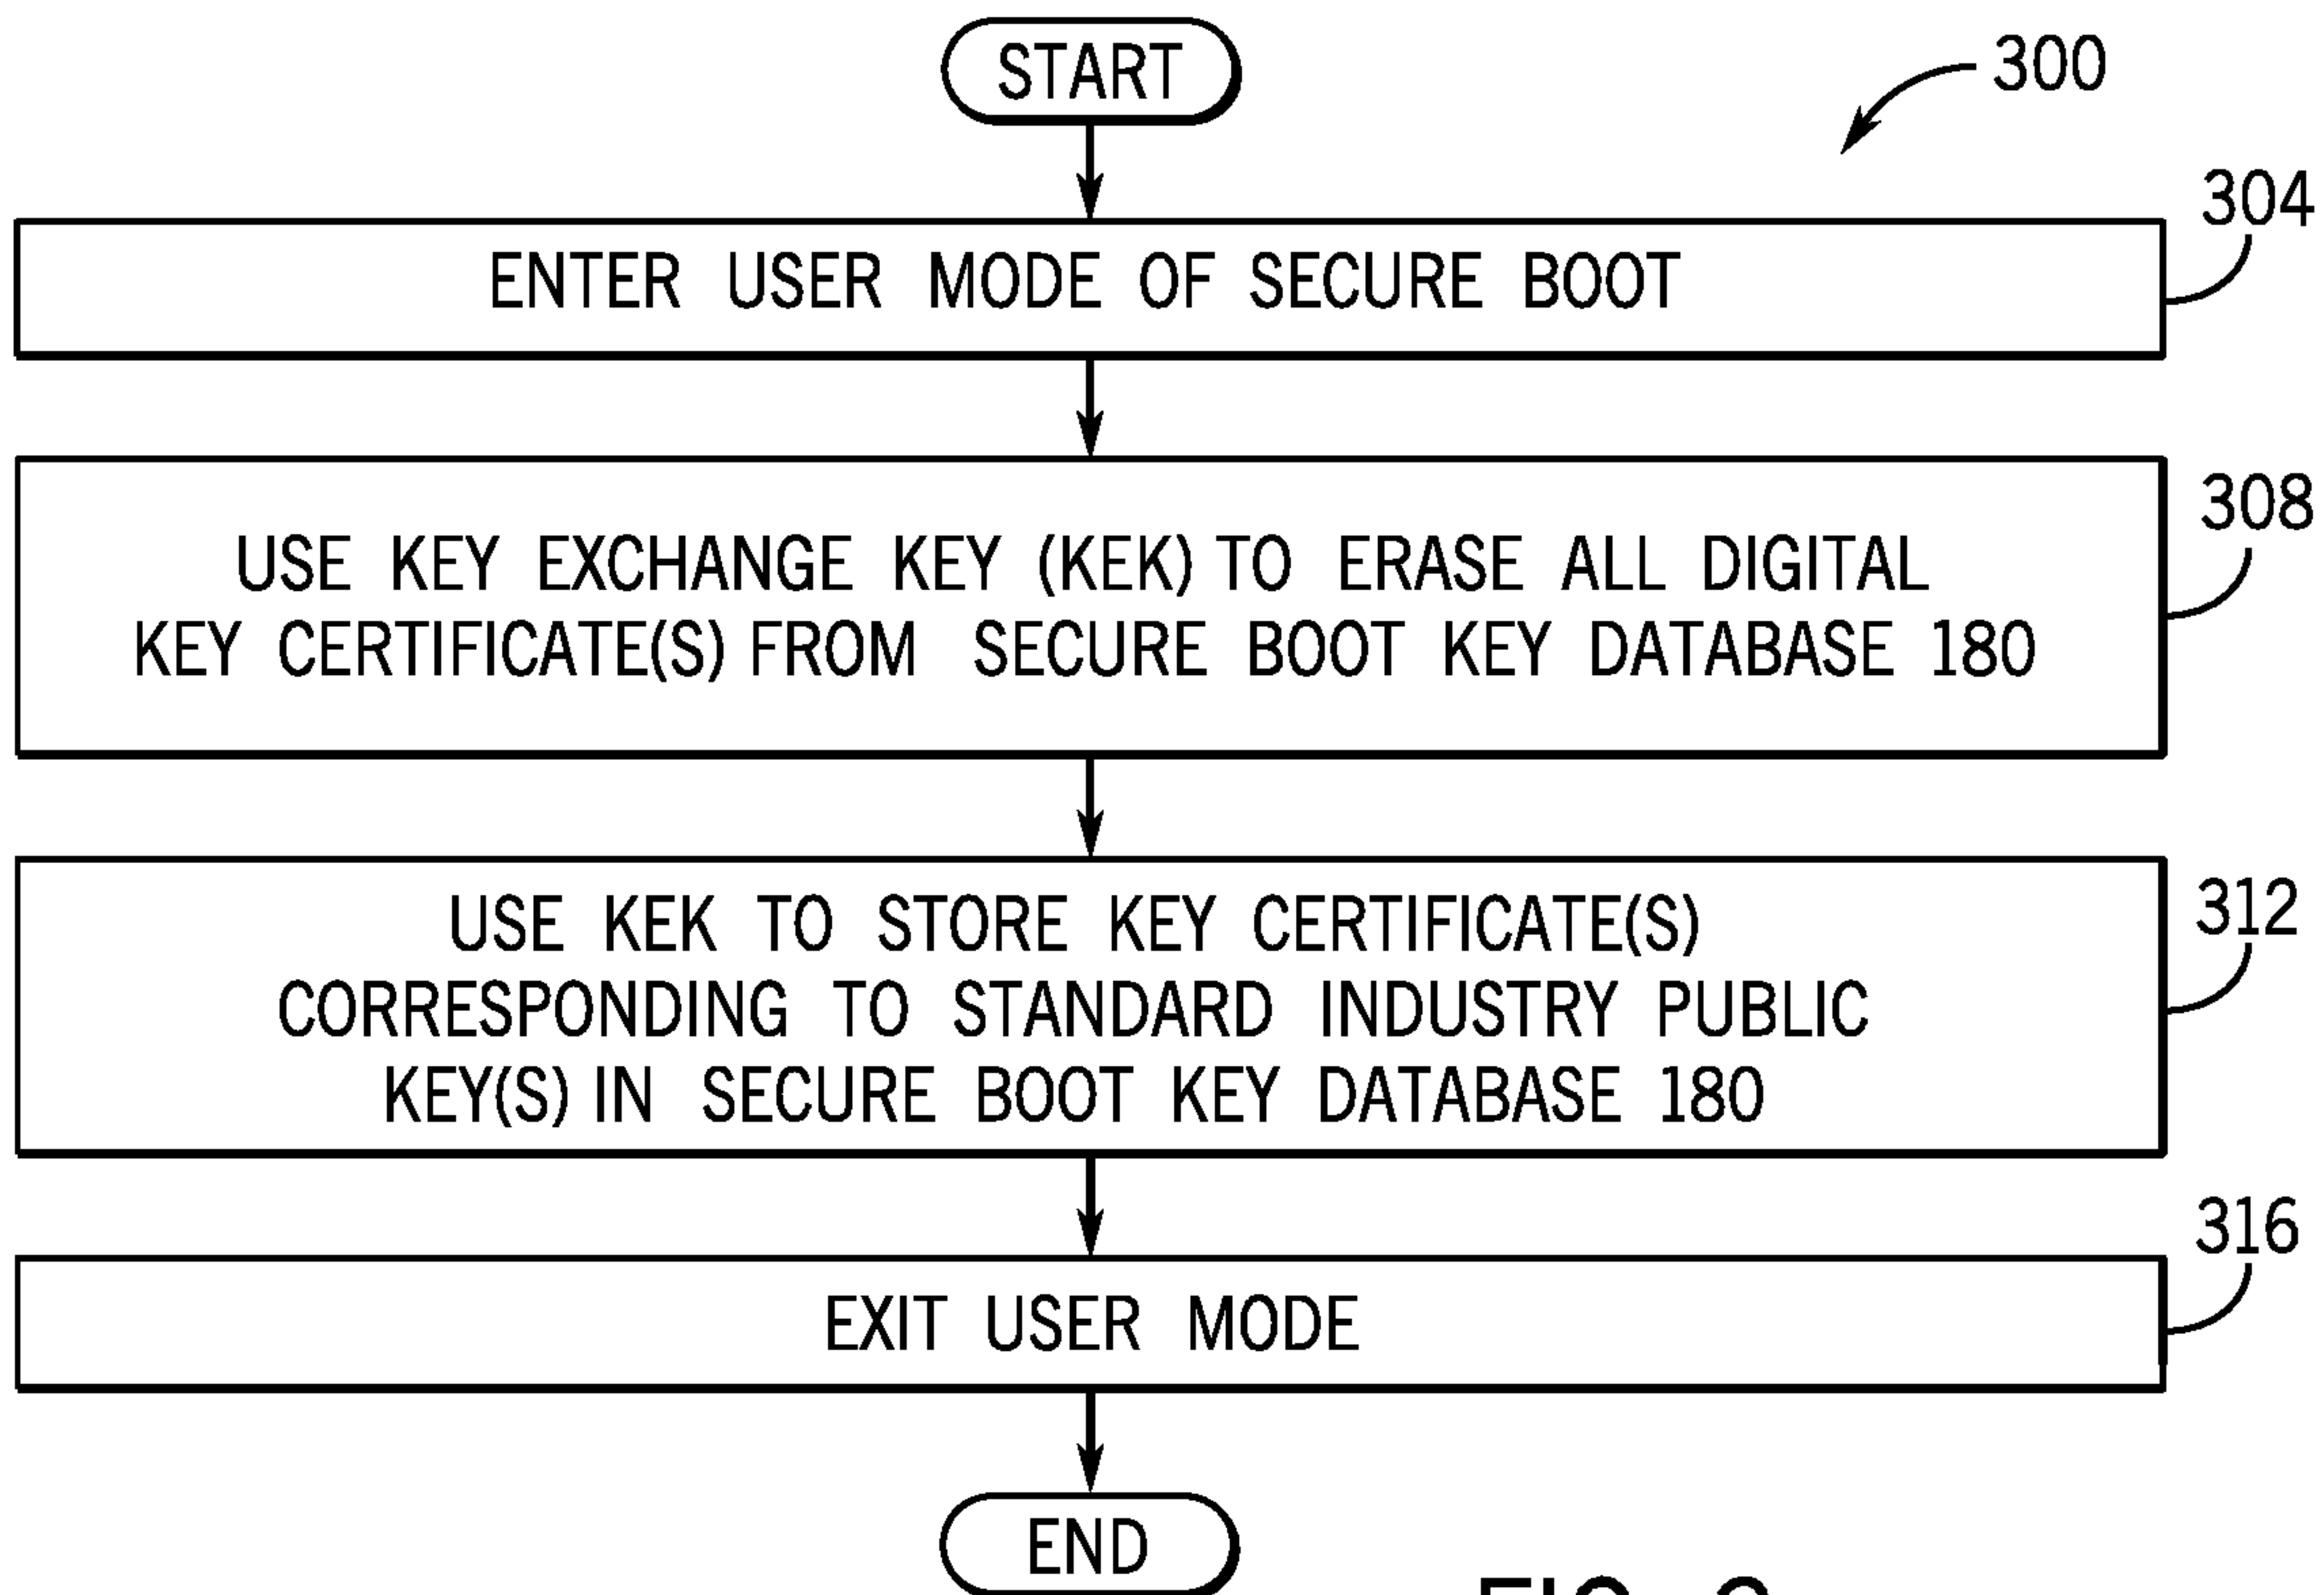 START
300
304
ENTER USER MODE OF SECURE BOOT
308
USE KEY EXCHANGE KEY (KEK) TO ERASE ALL DIGITAL
KEY CERTIFICATE(S) FROM SECURE BOOT KEY DATABASE 180
312
USE KEK TO STORE KEY CERTIFICATE(S)
CORRESPONDING TO STANDARD INDUSTRY PUBLIC
KEY(S) IN SECURE BOOT KEY DATABASE 180
316
EXIT USER MODE
END